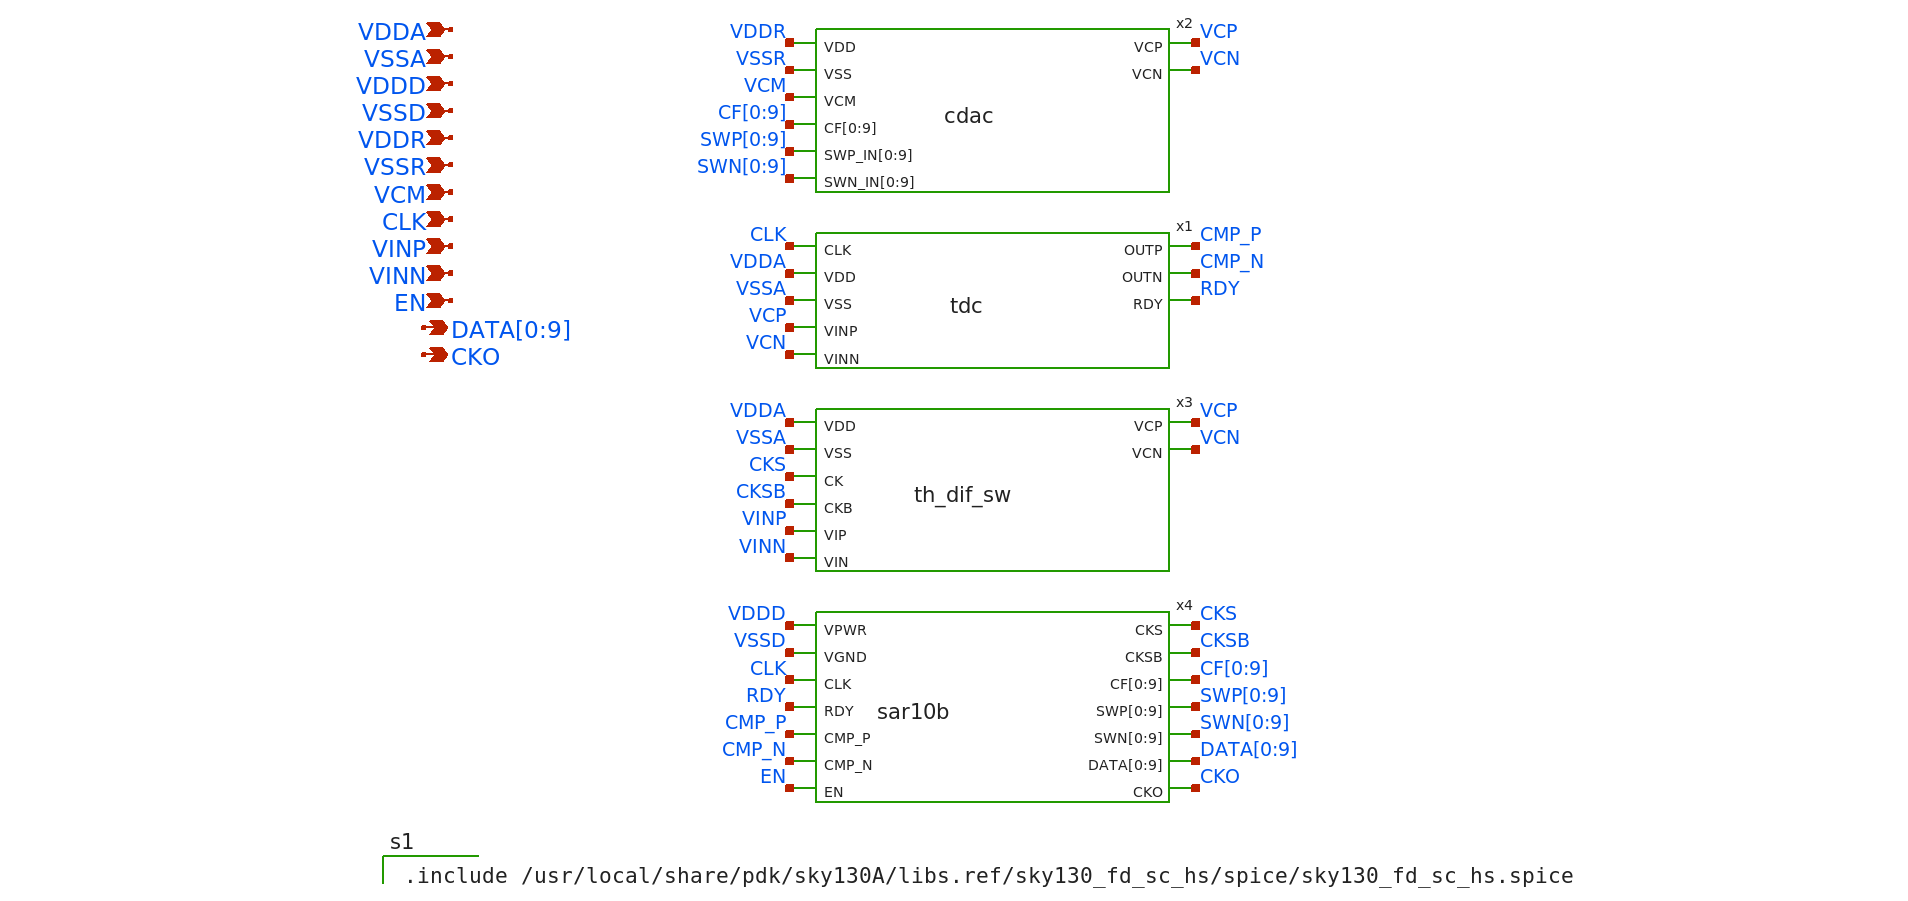 VDDA
VSSA
VDDD
VSSD
VDDR
VSSR
VCM
CLK
VINP
VINN
EN
DATA[0:9]
CKO
x2
VDDR VDD VCP VCP
VSSR VSS VCN VCN
VCM VCM
cdac
CF[0:9] CF[0:9]
SWP[0:9] SWP_IN[0:9]
SWN[0:9] SWN_IN[0:9]
x1
CLK CLK OUTP CMP_P
VDDA VDD OUTN CMP_N
VSSA VSS tdc RDY RDY
VCP VINP
VCN VINN
x3
VDDA VDD VCP VCP
VSSA VSS VCN VCN
CKS CK
CKSB CKB th_dif_sw
VINP VIP
VINN VIN
x4
VDDD VPWR CKS CKS
VSSD VGND CKSB CKSB
CLK CLK CF[0:9] CF[0:9]
RDY RDY sar10b SWP[0:9] SWP[0:9]
CMP_P CMP_P SWN[0:9] SWN[0:9]
CMP_N CMP_N DATA[0:9] DATA[0:9]
EN EN CKO CKO
s1
.include /usr/local/share/pdk/sky130A/libs.ref/sky130_fd_sc_hs/spice/sky130_fd_sc_hs.spice